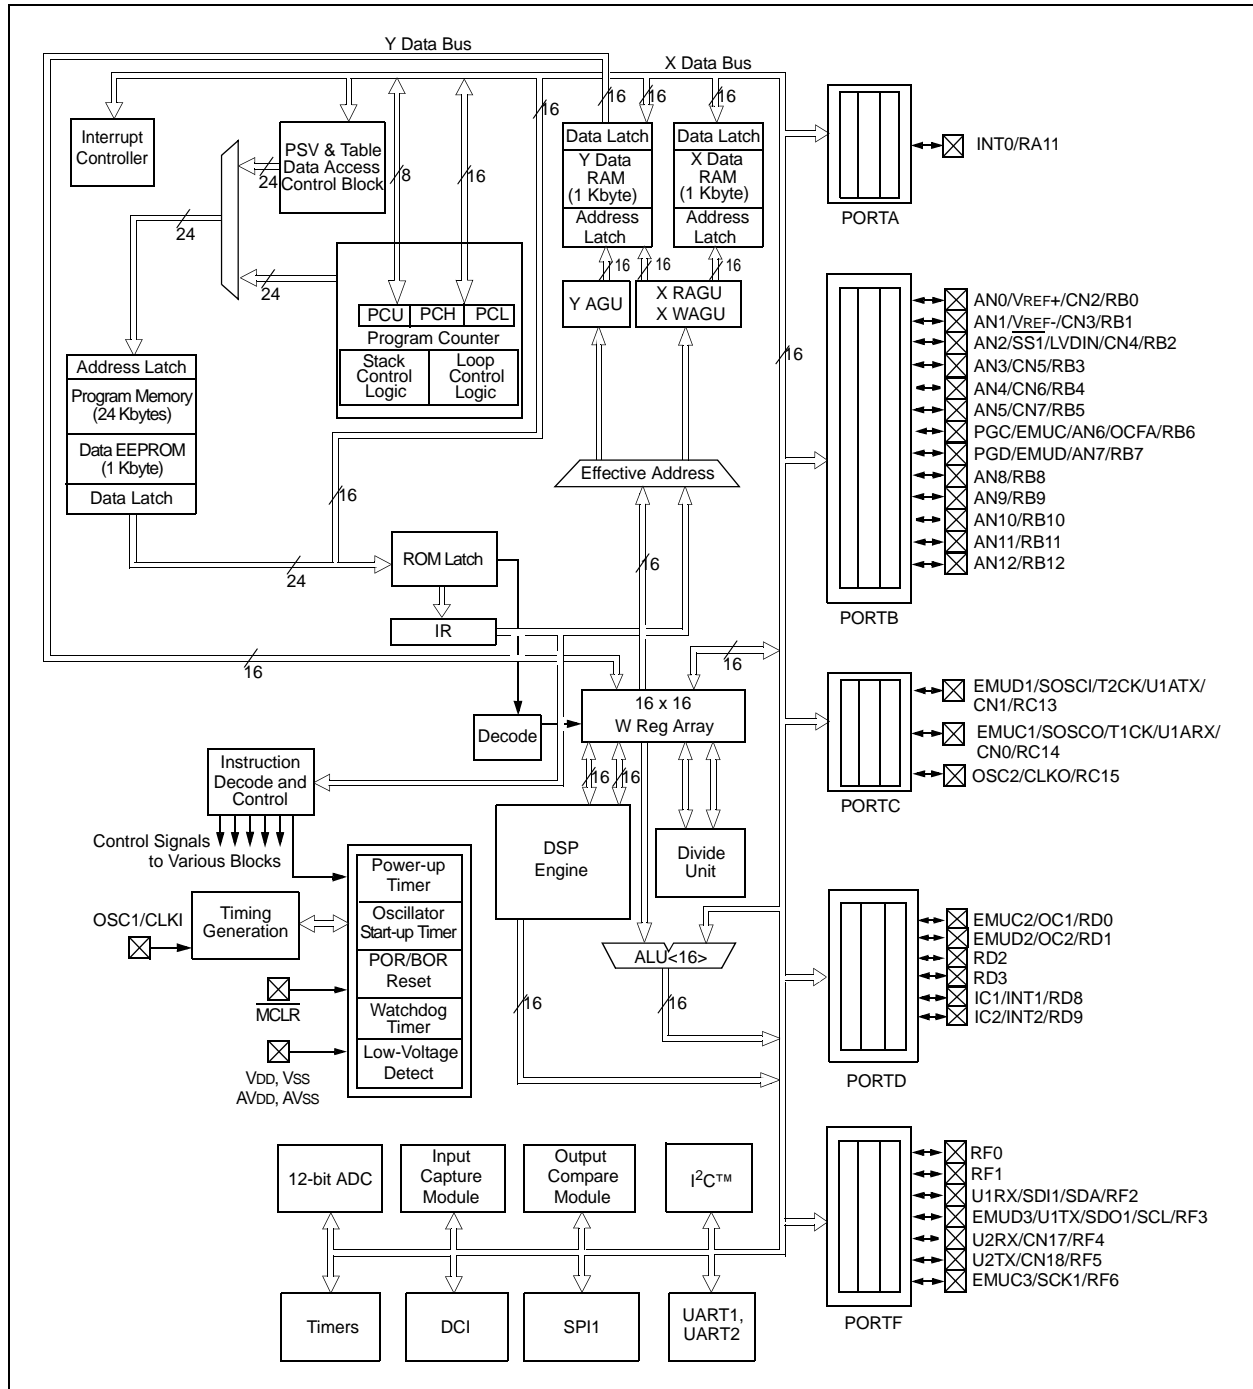 Y Data Bus
X Data Bus
16
16
16
16
Interrupt
Controller
PSV & Table
Data Access
Control Block
24
8
16
24
24
Data Latch
Y Data
RAM
(1 Kbyte)
Address
Latch
Data Latch
X Data
RAM
(1 Kbyte)
Address
Latch
16
16
16
Y AGU
X RAGU
X WAGU
PCU
PCH
PCL
Program Counter
Stack
Control
Logic
Loop
Control
Logic
Address Latch
Program Memory
(24 Kbytes)
Data EEPROM
(1 Kbyte)
Data Latch
16
24
Effective Address
16
16
ROM Latch
IR
16
16
16 x 16
W Reg Array
Decode
Instruction
Decode and
Control
Control Signals
to Various Blocks
16
16
DSP
Engine
Divide
Unit
Power-up
Timer
Oscillator
Start-up Timer
POR/BOR
Reset
Watchdog
Timer
Low-Voltage
Detect
OSC1/CLKI
Timing
Generation
MCLR
VDD, VSS
AVDD, AVSS
ALU<16>
16
16
12-bit ADC
Input
Capture
Module
Output
Compare
Module
I²C™
Timers
DCI
SPI1
UART1,
UART2
INT0/RA11
PORTA
AN0/VREF+/CN2/RB0
AN1/VREF-/CN3/RB1
AN2/SS1/LVDIN/CN4/RB2
AN3/CN5/RB3
AN4/CN6/RB4
AN5/CN7/RB5
PGC/EMUC/AN6/OCFA/RB6
PGD/EMUD/AN7/RB7
AN8/RB8
AN9/RB9
AN10/RB10
AN11/RB11
AN12/RB12
PORTB
EMUD1/SOSCI/T2CK/U1ATX/
CN1/RC13
EMUC1/SOSCO/T1CK/U1ARX/
CN0/RC14
OSC2/CLKO/RC15
PORTC
EMUC2/OC1/RD0
EMUD2/OC2/RD1
RD2
RD3
IC1/INT1/RD8
IC2/INT2/RD9
PORTD
RF0
RF1
U1RX/SDI1/SDA/RF2
EMUD3/U1TX/SDO1/SCL/RF3
U2RX/CN17/RF4
U2TX/CN18/RF5
EMUC3/SCK1/RF6
PORTF